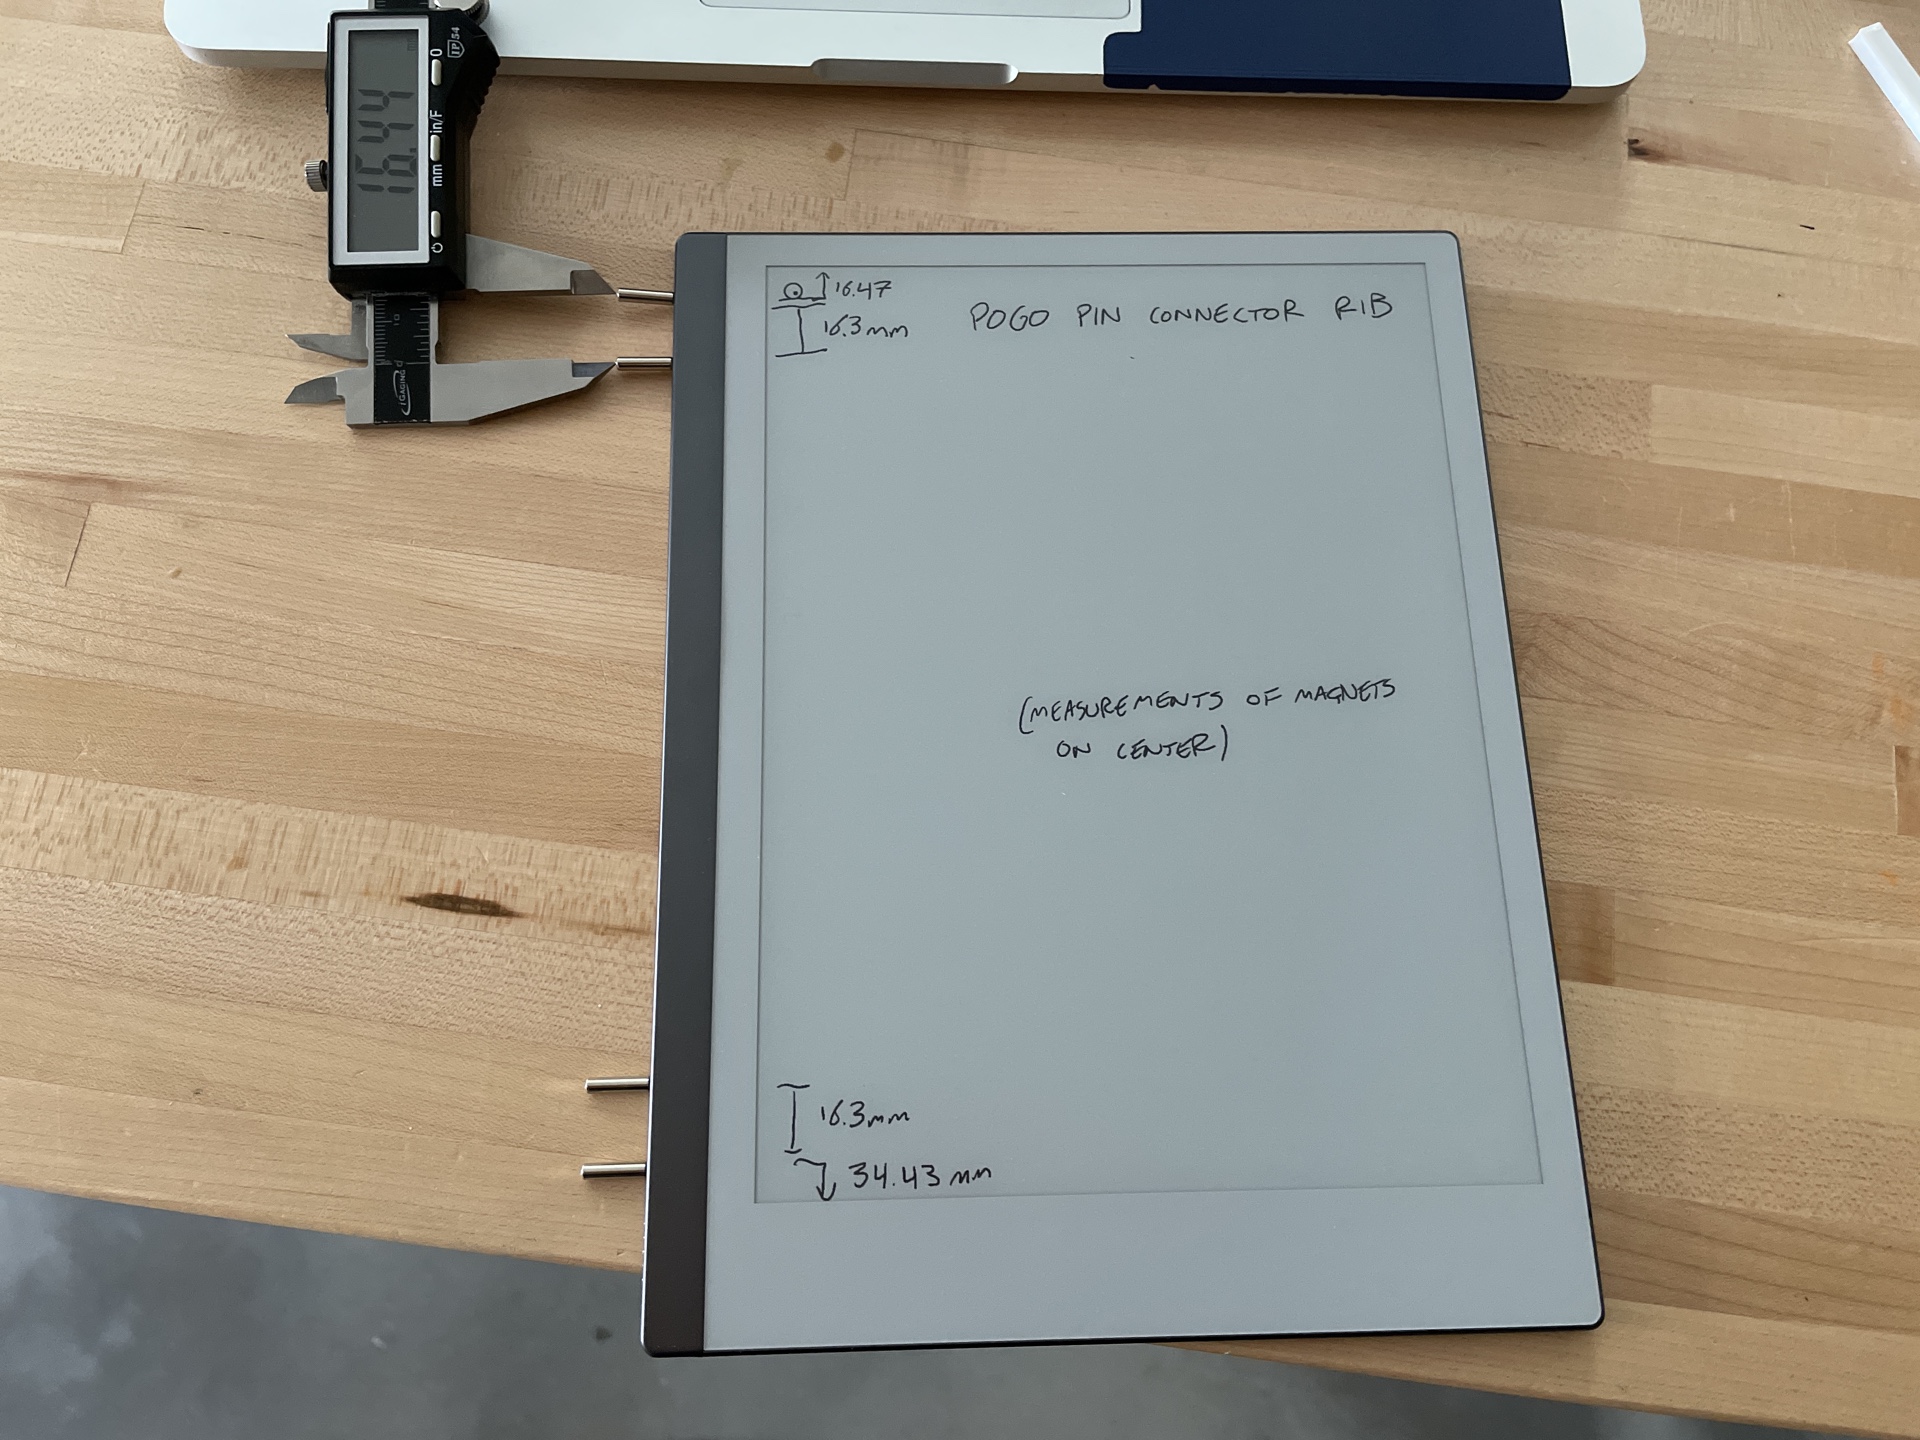 IP54
0
in/F
mm
16.44
iGAGING
16.47
16.3mm
POGO PIN CONNECTOR RIB
(MEASUREMENTS OF MAGNETS
ON CENTER)
16.3mm
34.43 mm